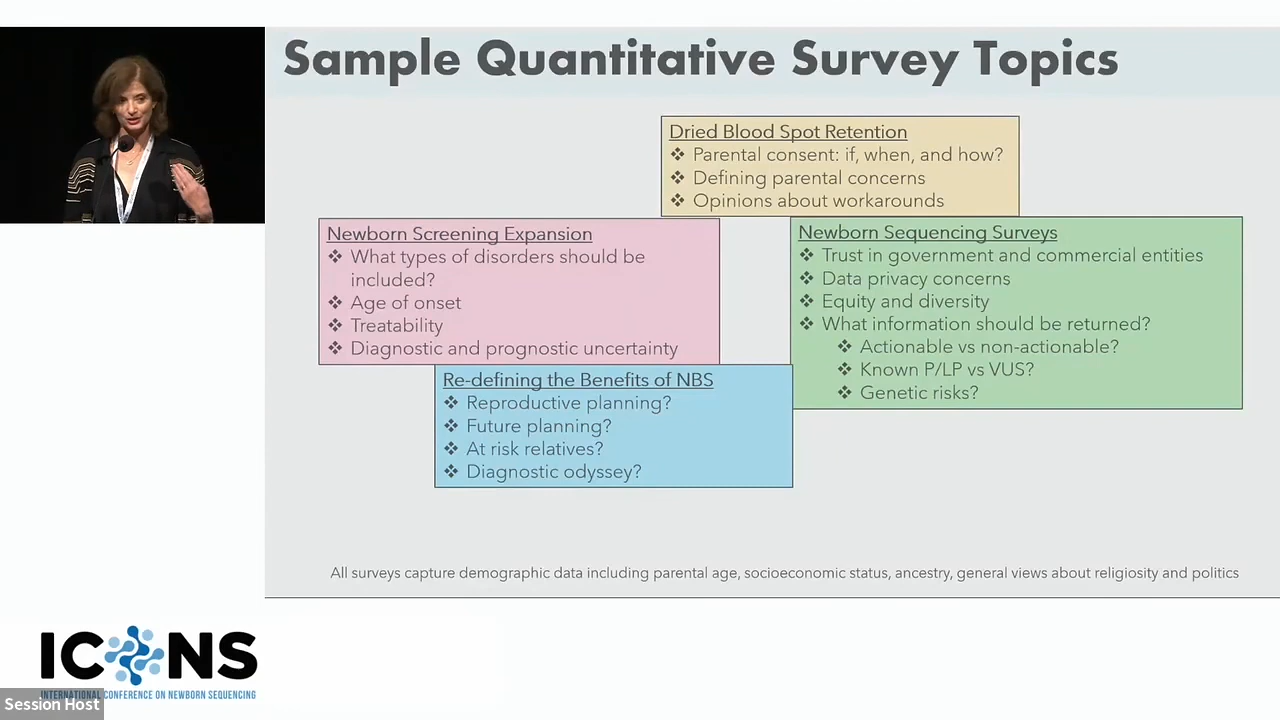 Sample Quantitative Survey Topics
Dried Blood Spot Retention
❖ Parental consent: if, when, and how?
❖ Defining parental concerns
❖ Opinions about workarounds
Newborn Screening Expansion
❖ What types of disorders should be
included?
❖ Age of onset
❖ Treatability
❖ Diagnostic and prognostic uncertainty
Newborn Sequencing Surveys
❖ Trust in government and commercial entities
❖ Data privacy concerns
❖ Equity and diversity
❖ What information should be returned?
❖ Actionable vs non-actionable?
❖ Known P/LP vs VUS?
❖ Genetic risks?
Re-defining the Benefits of NBS
❖ Reproductive planning?
❖ Future planning?
❖ At risk relatives?
❖ Diagnostic odyssey?
All surveys capture demographic data including parental age, socioeconomic status, ancestry, general views about religiosity and politics
ICONS
INTERNATIONAL CONFERENCE ON NEWBORN SEQUENCING
Session Host